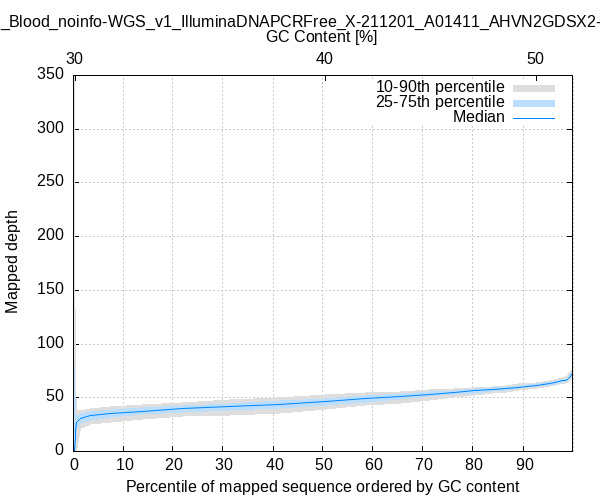 _Blood_noinfo-WGS_v1_IlluminaDNAPCRFree_X-211201_A01411_AHVN2GDSX2-
GC Content [%]
30 40 50
350
10-90th percentile
25-75th percentile
Median
300
250
200
150
100
50
0
Mapped depth
0 10 20 30 40 50 60 70 80 90
Percentile of mapped sequence ordered by GC content